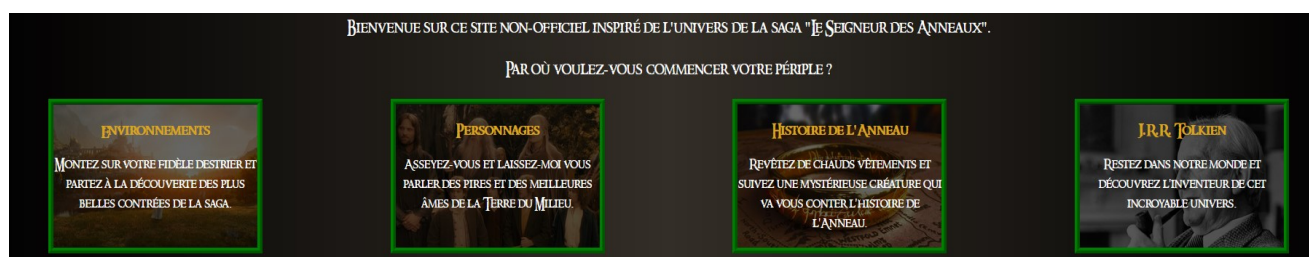 Bienvenue sur ce site non-officiel inspiré de l'univers de la saga "Le Seigneur des Anneaux".
Par où voulez-vous commencer votre périple ?
Environnements
Montez sur votre fidèle destrier et
partez à la découverte des plus
belles contrées de la saga.
Personnages
Asseyez-vous et laissez-moi vous
parler des pires et des meilleures
âmes de la Terre du Milieu.
Histoire de l'Anneau
Revêtez de chauds vêtements et
suivez une mystérieuse créature qui
va vous conter l'histoire de
l'Anneau.
J.R.R. Tolkien
Restez dans notre monde et
découvrez l'inventeur de cet
incroyable univers.